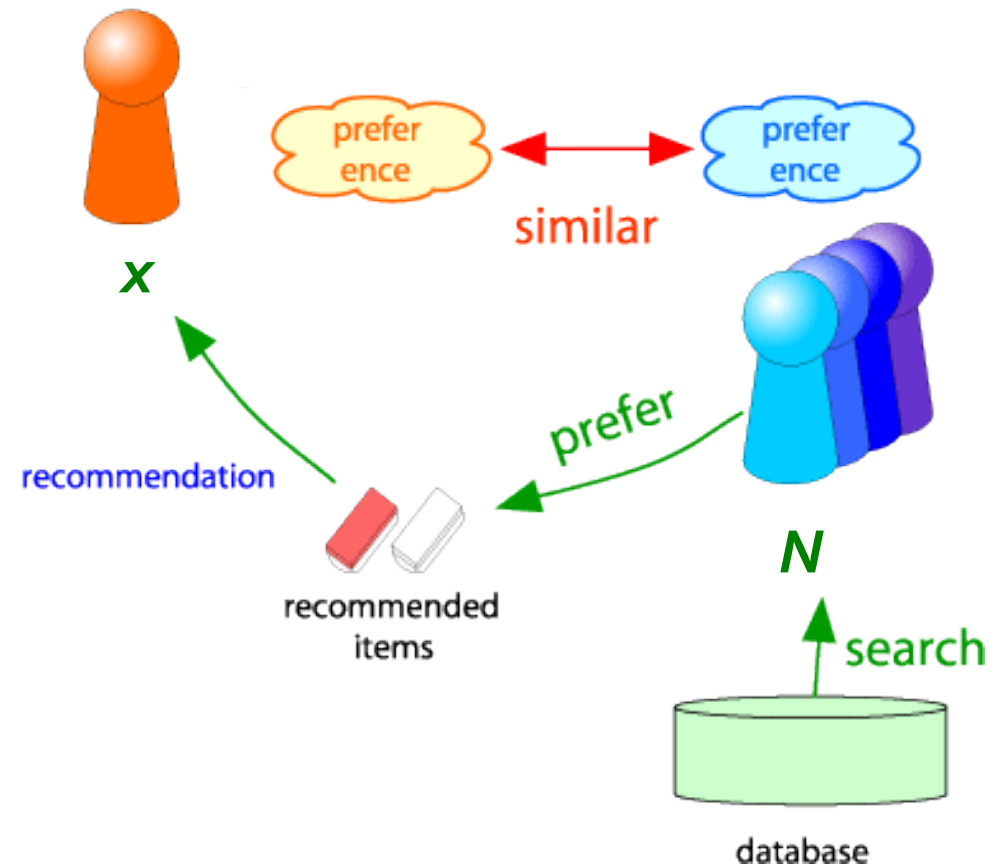 prefer
ence
prefer
ence
similar
x
prefer
recommendation
N
recommended
items
search
database